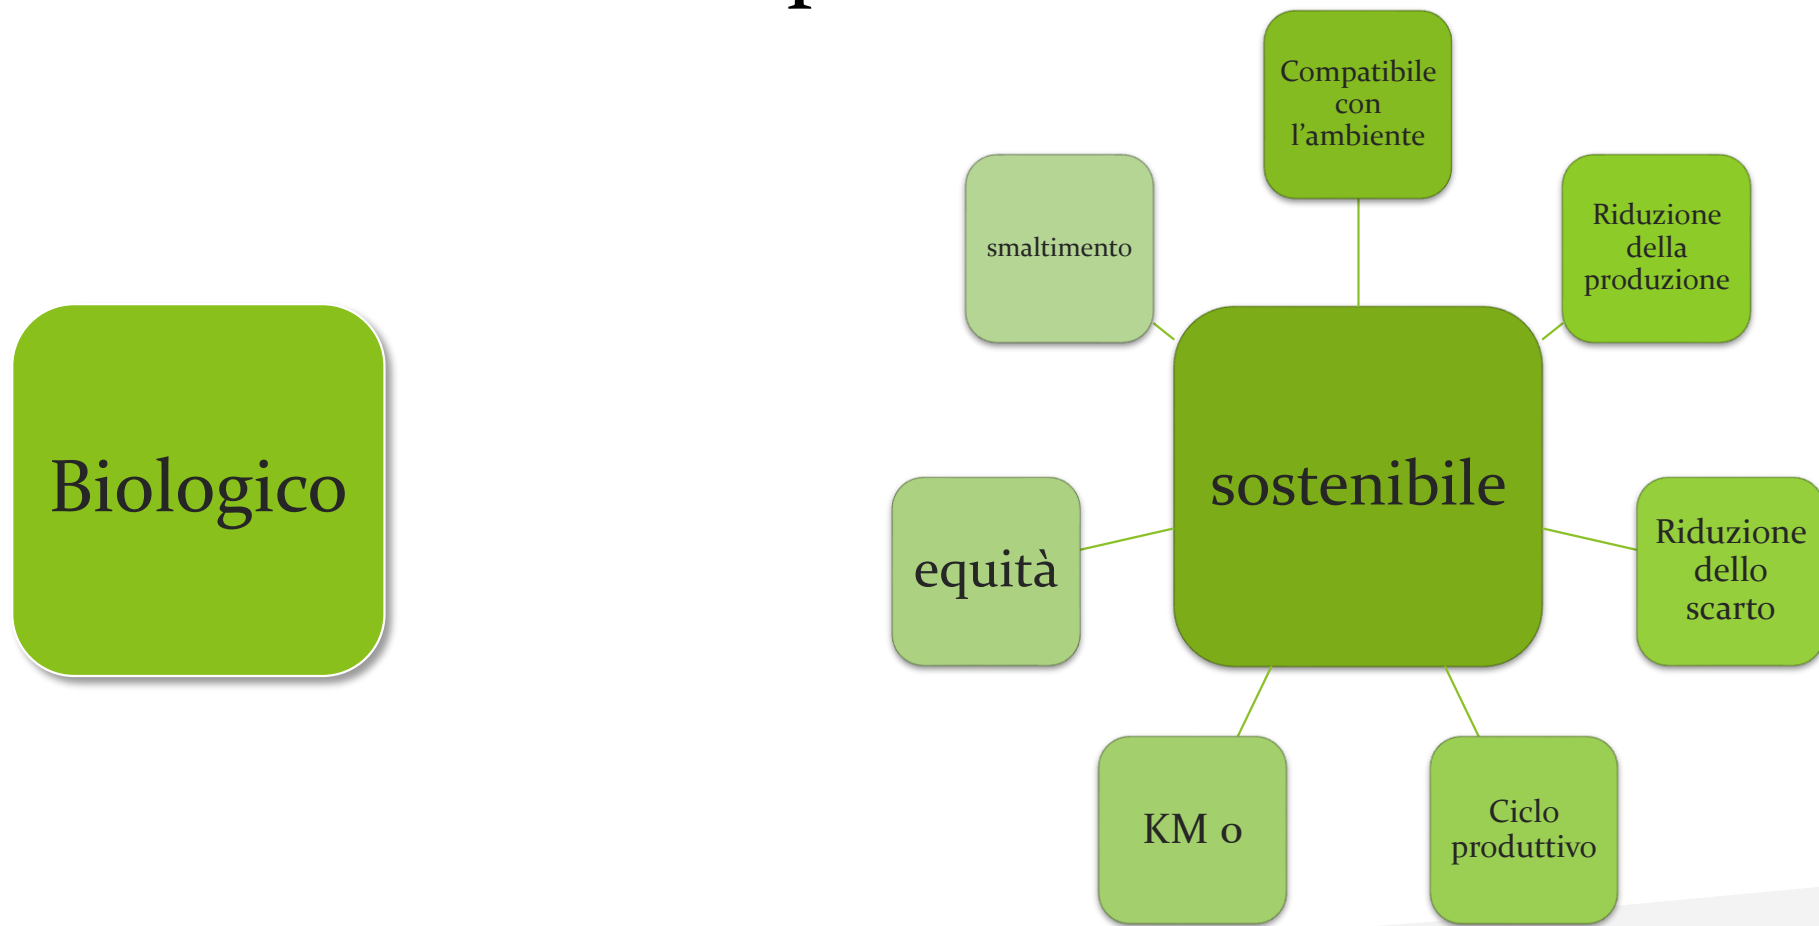 Biologico
sostenibile
Compatibile
con
l’ambiente
Riduzione
della
produzione
Riduzione
dello
scarto
Ciclo
produttivo
KM 0
equità
smaltimento